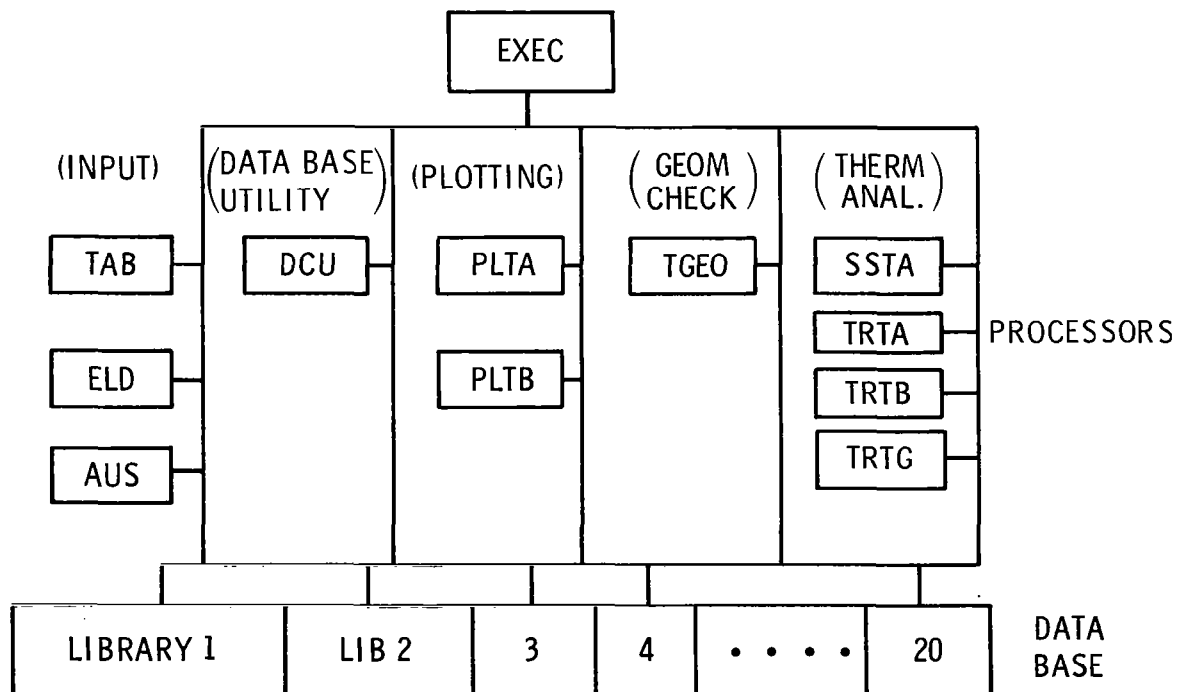 EXEC
(INPUT)
(DATA BASE
UTILITY)
(PLOTTING)
(GEOM
CHECK)
(THERM
ANAL.)
TAB
DCU
PLTA
TGEO
SSTA
TRTA
PROCESSORS
ELD
PLTB
TRTB
AUS
TRTG
LIBRARY 1
LIB 2
3
4
• • • •
20
DATA
BASE